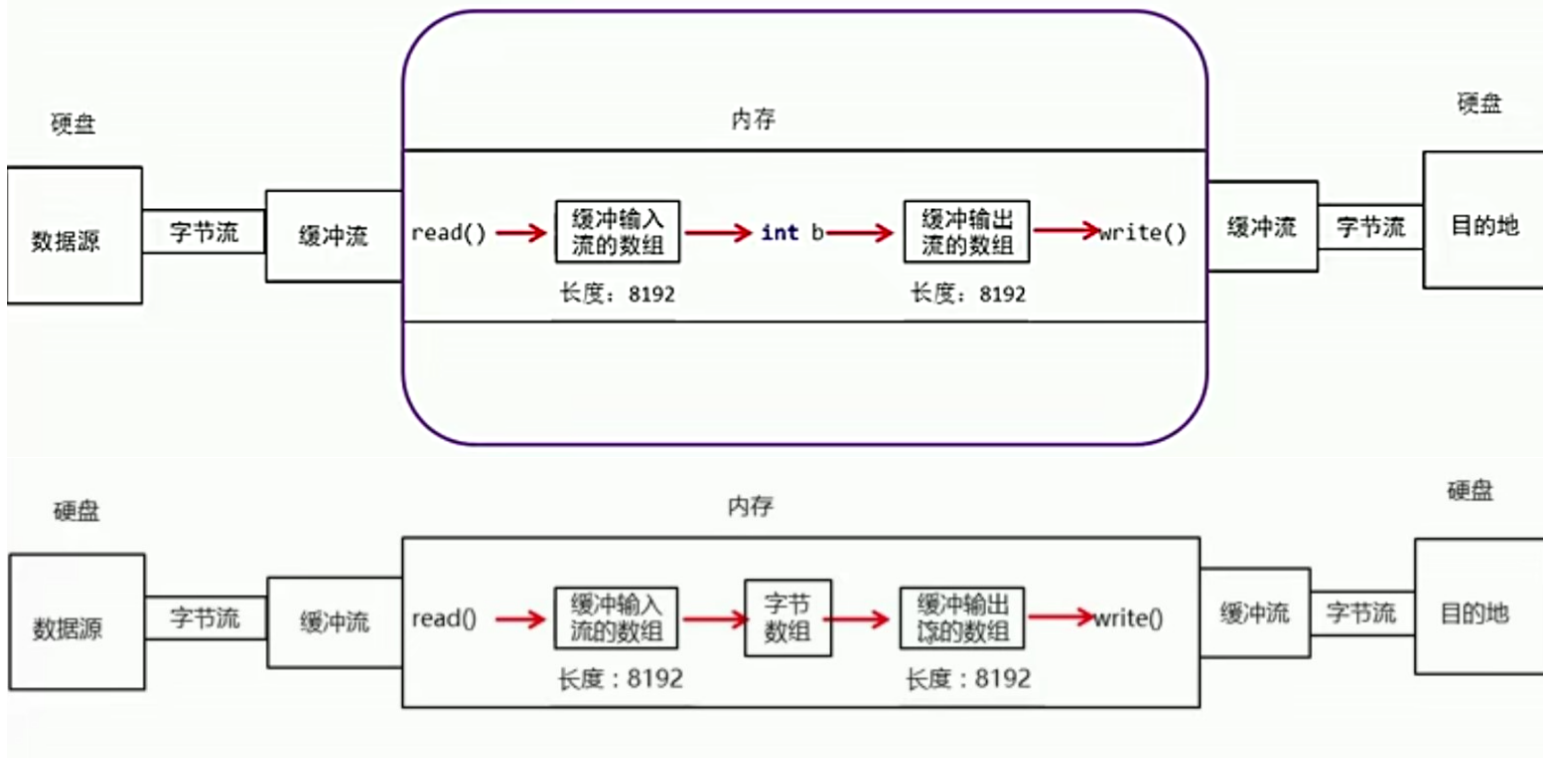 内存
硬盘
硬盘
数据源
字节流
缓冲流
read()
缓冲输入
流的数组
长度: 8192
int b
缓冲输出
流的数组
长度: 8192
write()
缓冲流
字节流
目的地
内存
硬盘
硬盘
数据源
字节流
缓冲流
read()
缓冲输入
流的数组
长度：8192
字节
数组
缓冲输出
的数组
长度：8192
write()
缓冲流
字节流
目的地